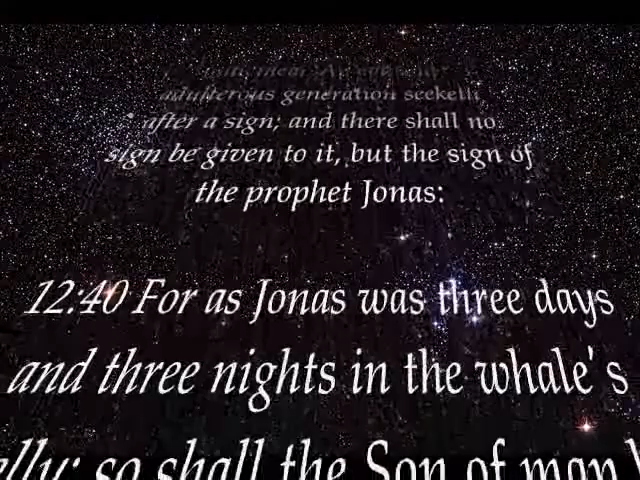 adulterous generation seeketh
after a sign; and there shall no
sign be given to it, but the sign of
the prophet Jonas:
12:40 For as Jonas was three days
and three nights in the whale's
so shall the Son of man